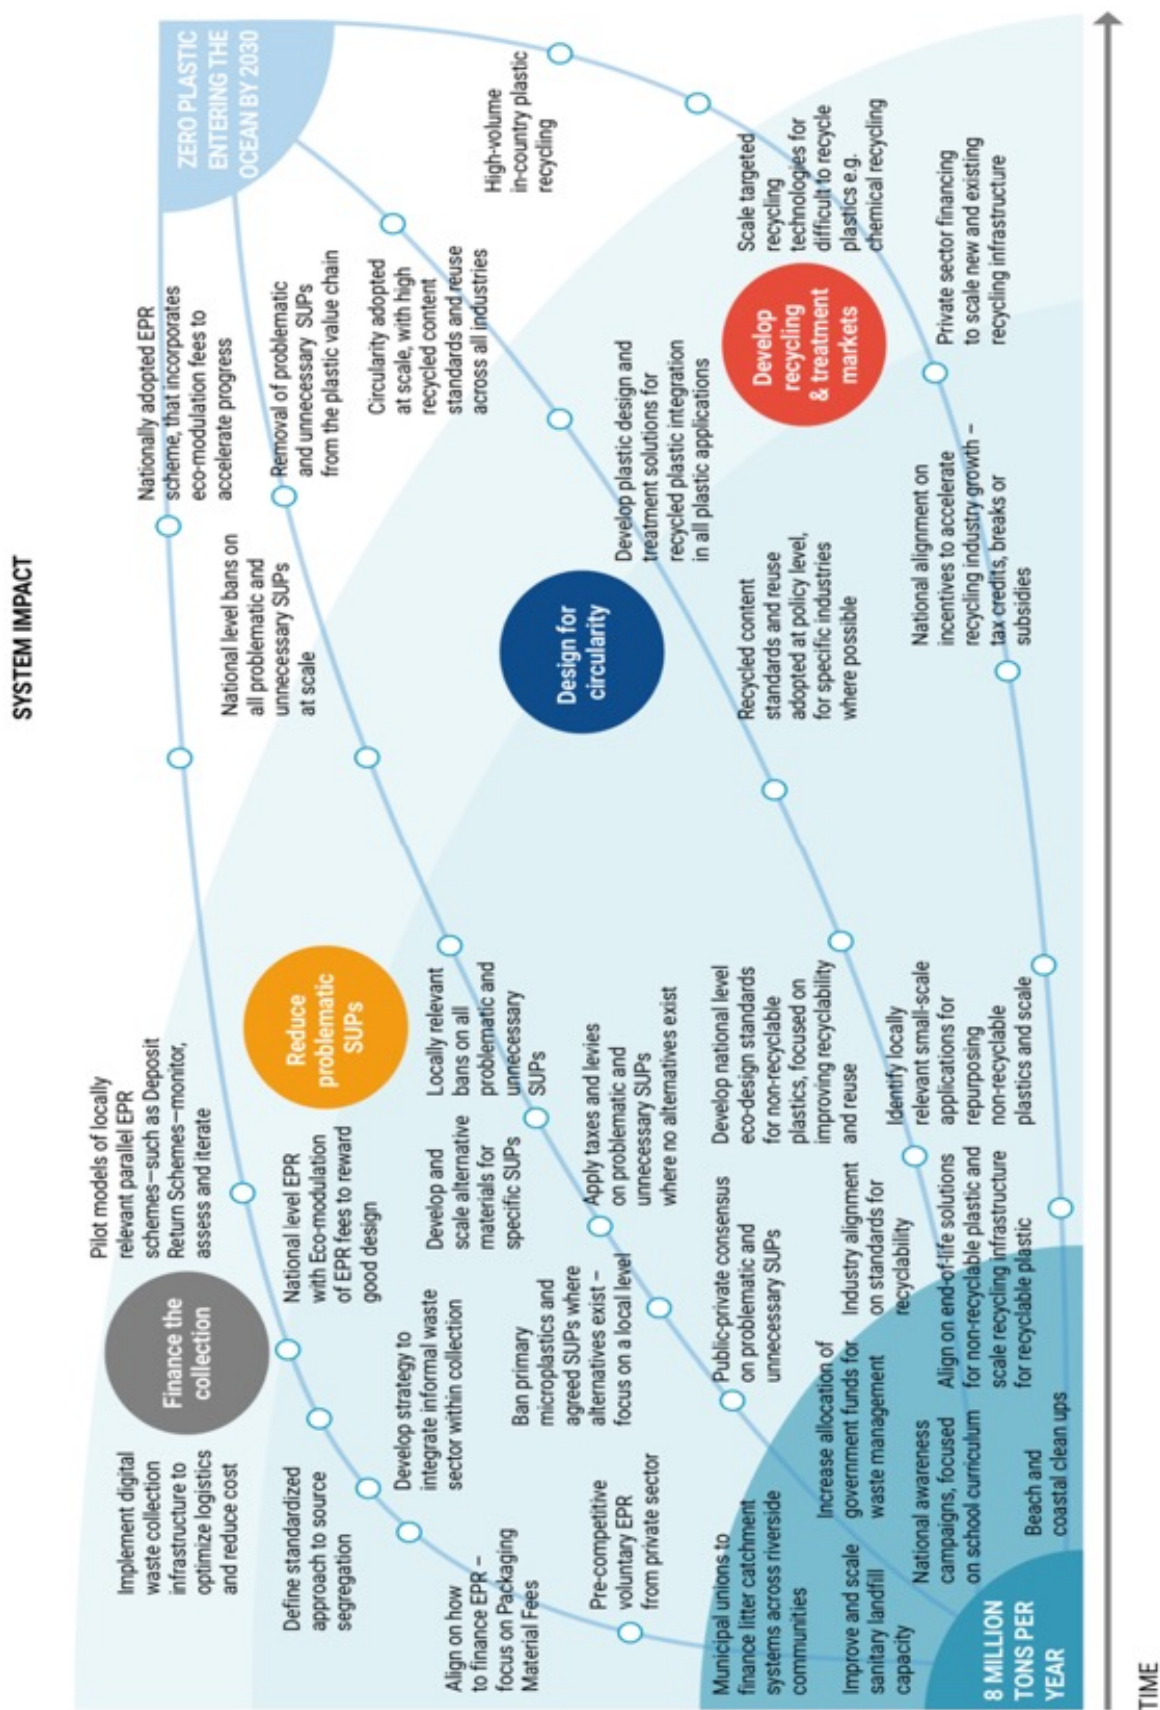 SYSTEM IMPACT
ZERO PLASTIC
ENTERING THE
OCEAN BY 2030
Implement digital
waste collection
infrastructure to
optimize logistics
and reduce cost
Finance the
collection
Pilot models of locally
relevant parallel EPR
schemes—such as Deposit
Return Schemes—monitor,
assess and iterate
Nationally adopted EPR
scheme, that incorporates
eco-modulation fees to
accelerate progress
Define standardized
approach to source
segregation
National level EPR
with Eco-modulation
of EPR fees to reward
good design
Reduce
problematic
SUPs
National level bans on
all problematic and
unnecessary SUPs
at scale
Removal of problematic
and unnecessary SUPs
from the plastic value chain
Develop strategy to
integrate informal waste
sector within collection
Circularity adopted
at scale, with high
recycled content
standards and reuse
across all industries
Align on how
to finance EPR –
focus on Packaging
Material Fees
Develop and
scale alternative
materials for
specific SUPs
Locally relevant
bans on all
problematic and
unnecessary
SUPs
High-volume
in-country plastic
recycling
Ban primary
microplastics and
agreed SUPs where
alternatives exist –
focus on a local level
Design for
circularity
Pre-competitive
voluntary EPR
from private sector
Apply taxes and levies
on problematic and
unnecessary SUPs
where no alternatives exist
Develop plastic design and
treatment solutions for
recycled plastic integration
in all plastic applications
Municipal unions to
finance litter catchment
systems across riverside
communities
Public-private consensus
on problematic and
unnecessary SUPs
Develop national level
eco-design standards
for non-recyclable
plastics, focused on
improving recyclability
and reuse
Recycled content
standards and reuse
adopted at policy level,
for specific industries
where possible
Develop
recycling
& treatment
markets
Scale targeted
recycling
technologies for
difficult to recycle
plastics e.g.
chemical recycling
Increase allocation of
government funds for
waste management
Improve and scale
sanitary landfill
capacity
Industry alignment
on standards for
recyclability
Identify locally
relevant small-scale
applications for
repurposing
non-recyclable
plastics and scale
National awareness
campaigns, focused
on school curriculum
Align on end-of-life solutions
for non-recyclable plastic and
scale recycling infrastructure
for recyclable plastic
National alignment on
incentives to accelerate
recycling industry growth –
tax credits, breaks or
subsidies
Private sector financing
to scale new and existing
recycling infrastructure
Beach and
coastal clean ups
8 MILLION
TONS PER
YEAR
TIME